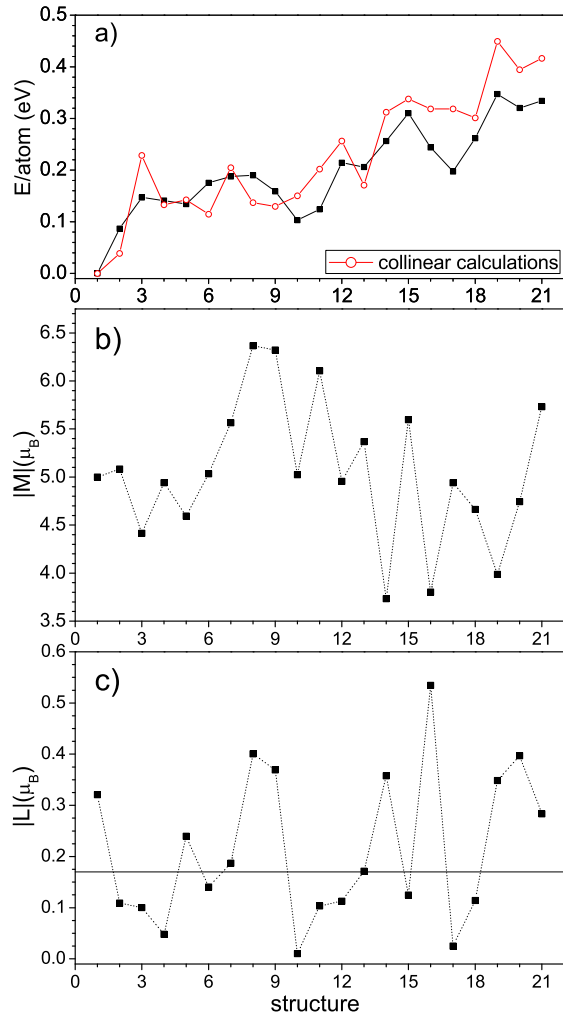 a)
E/atom (eV)
0.5
0.4
0.3
0.2
0.1
0.0
collinear calculations
0 3 6 9 12 15 18 21
b)
|M|(μB)
6.5
6.0
5.5
5.0
4.5
4.0
3.5
0 3 6 9 12 15 18 21
c)
|L|(μB)
0.6
0.5
0.4
0.3
0.2
0.1
0.0
0 3 6 9 12 15 18 21
structure